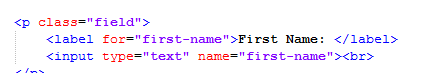 <p class="field">
<label for="first-name">First Name: </label>
<input type="text" name="first-name"><br>
</p>